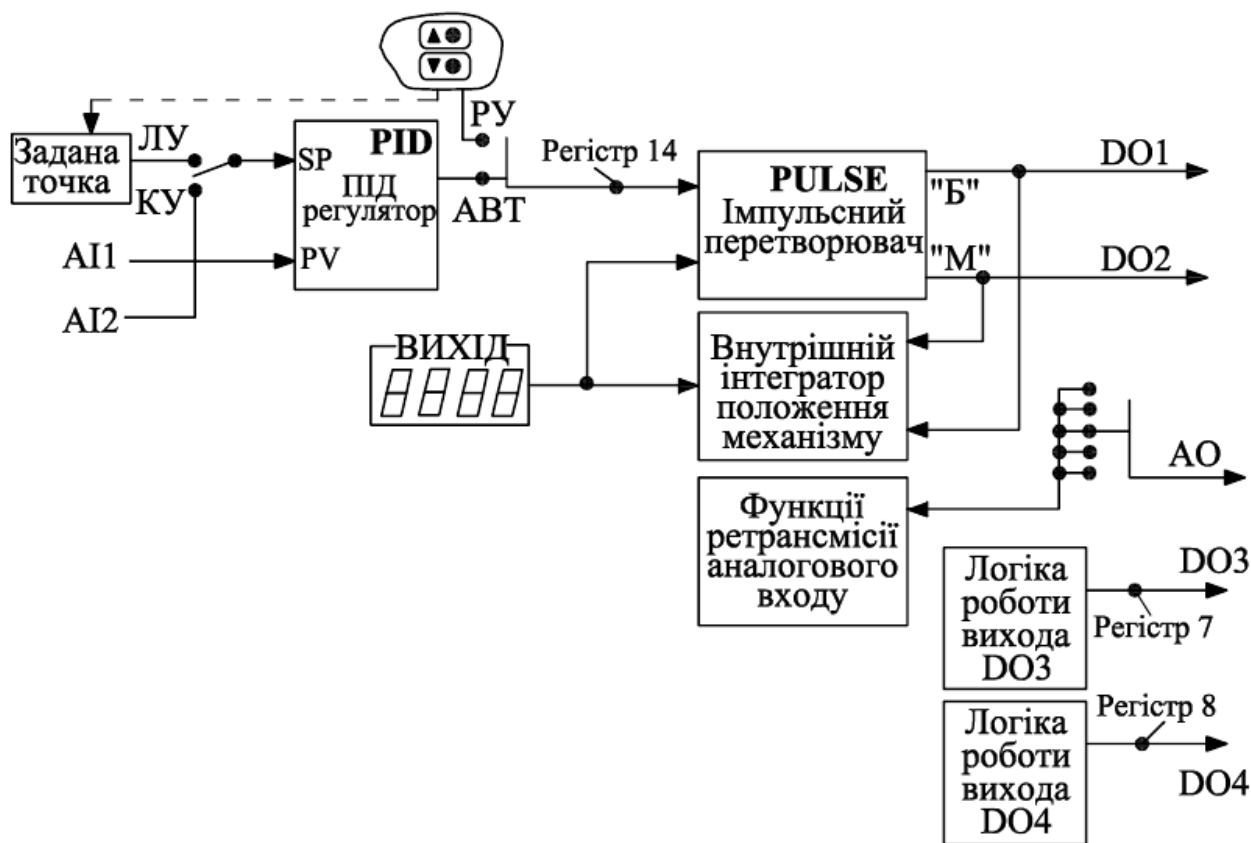 РУ
ЛУ
Задана
точка
КУ
SP
PID
ПІД
регулятор
PV
АВТ
AI1
AI2
Регістр 14
PULSE
Імпульсний
перетворювач
"Б"
"М"
DO1
DO2
ВИХІД
Внутрішній
інтегратор
положення
механізму
АО
Функції
ретрансмісії
аналогового
входу
Логіка
роботи
вихода
DO3
DO3
Регістр 7
Логіка
роботи
вихода
DO4
Регістр 8
DO4